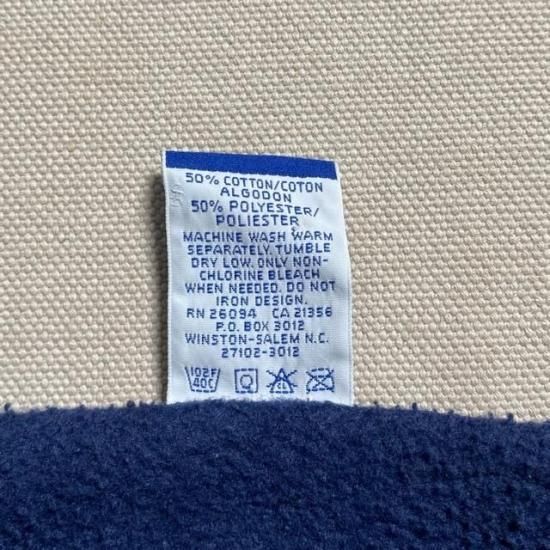 50% COTTON/COTON
ALGODON
50% POLYESTER/
POLIESTER
MACHINE WASH WARM
SEPARATELY. TUMBLE
DRY LOW. ONLY NON-
CHLORINE BLEACH
WHEN NEEDED. DO NOT
IRON DESIGN.
RN 26094 CA 21356
P.O. BOX 3012
WINSTON-SALEM N.C.
27102-3012
102F
40C
CL